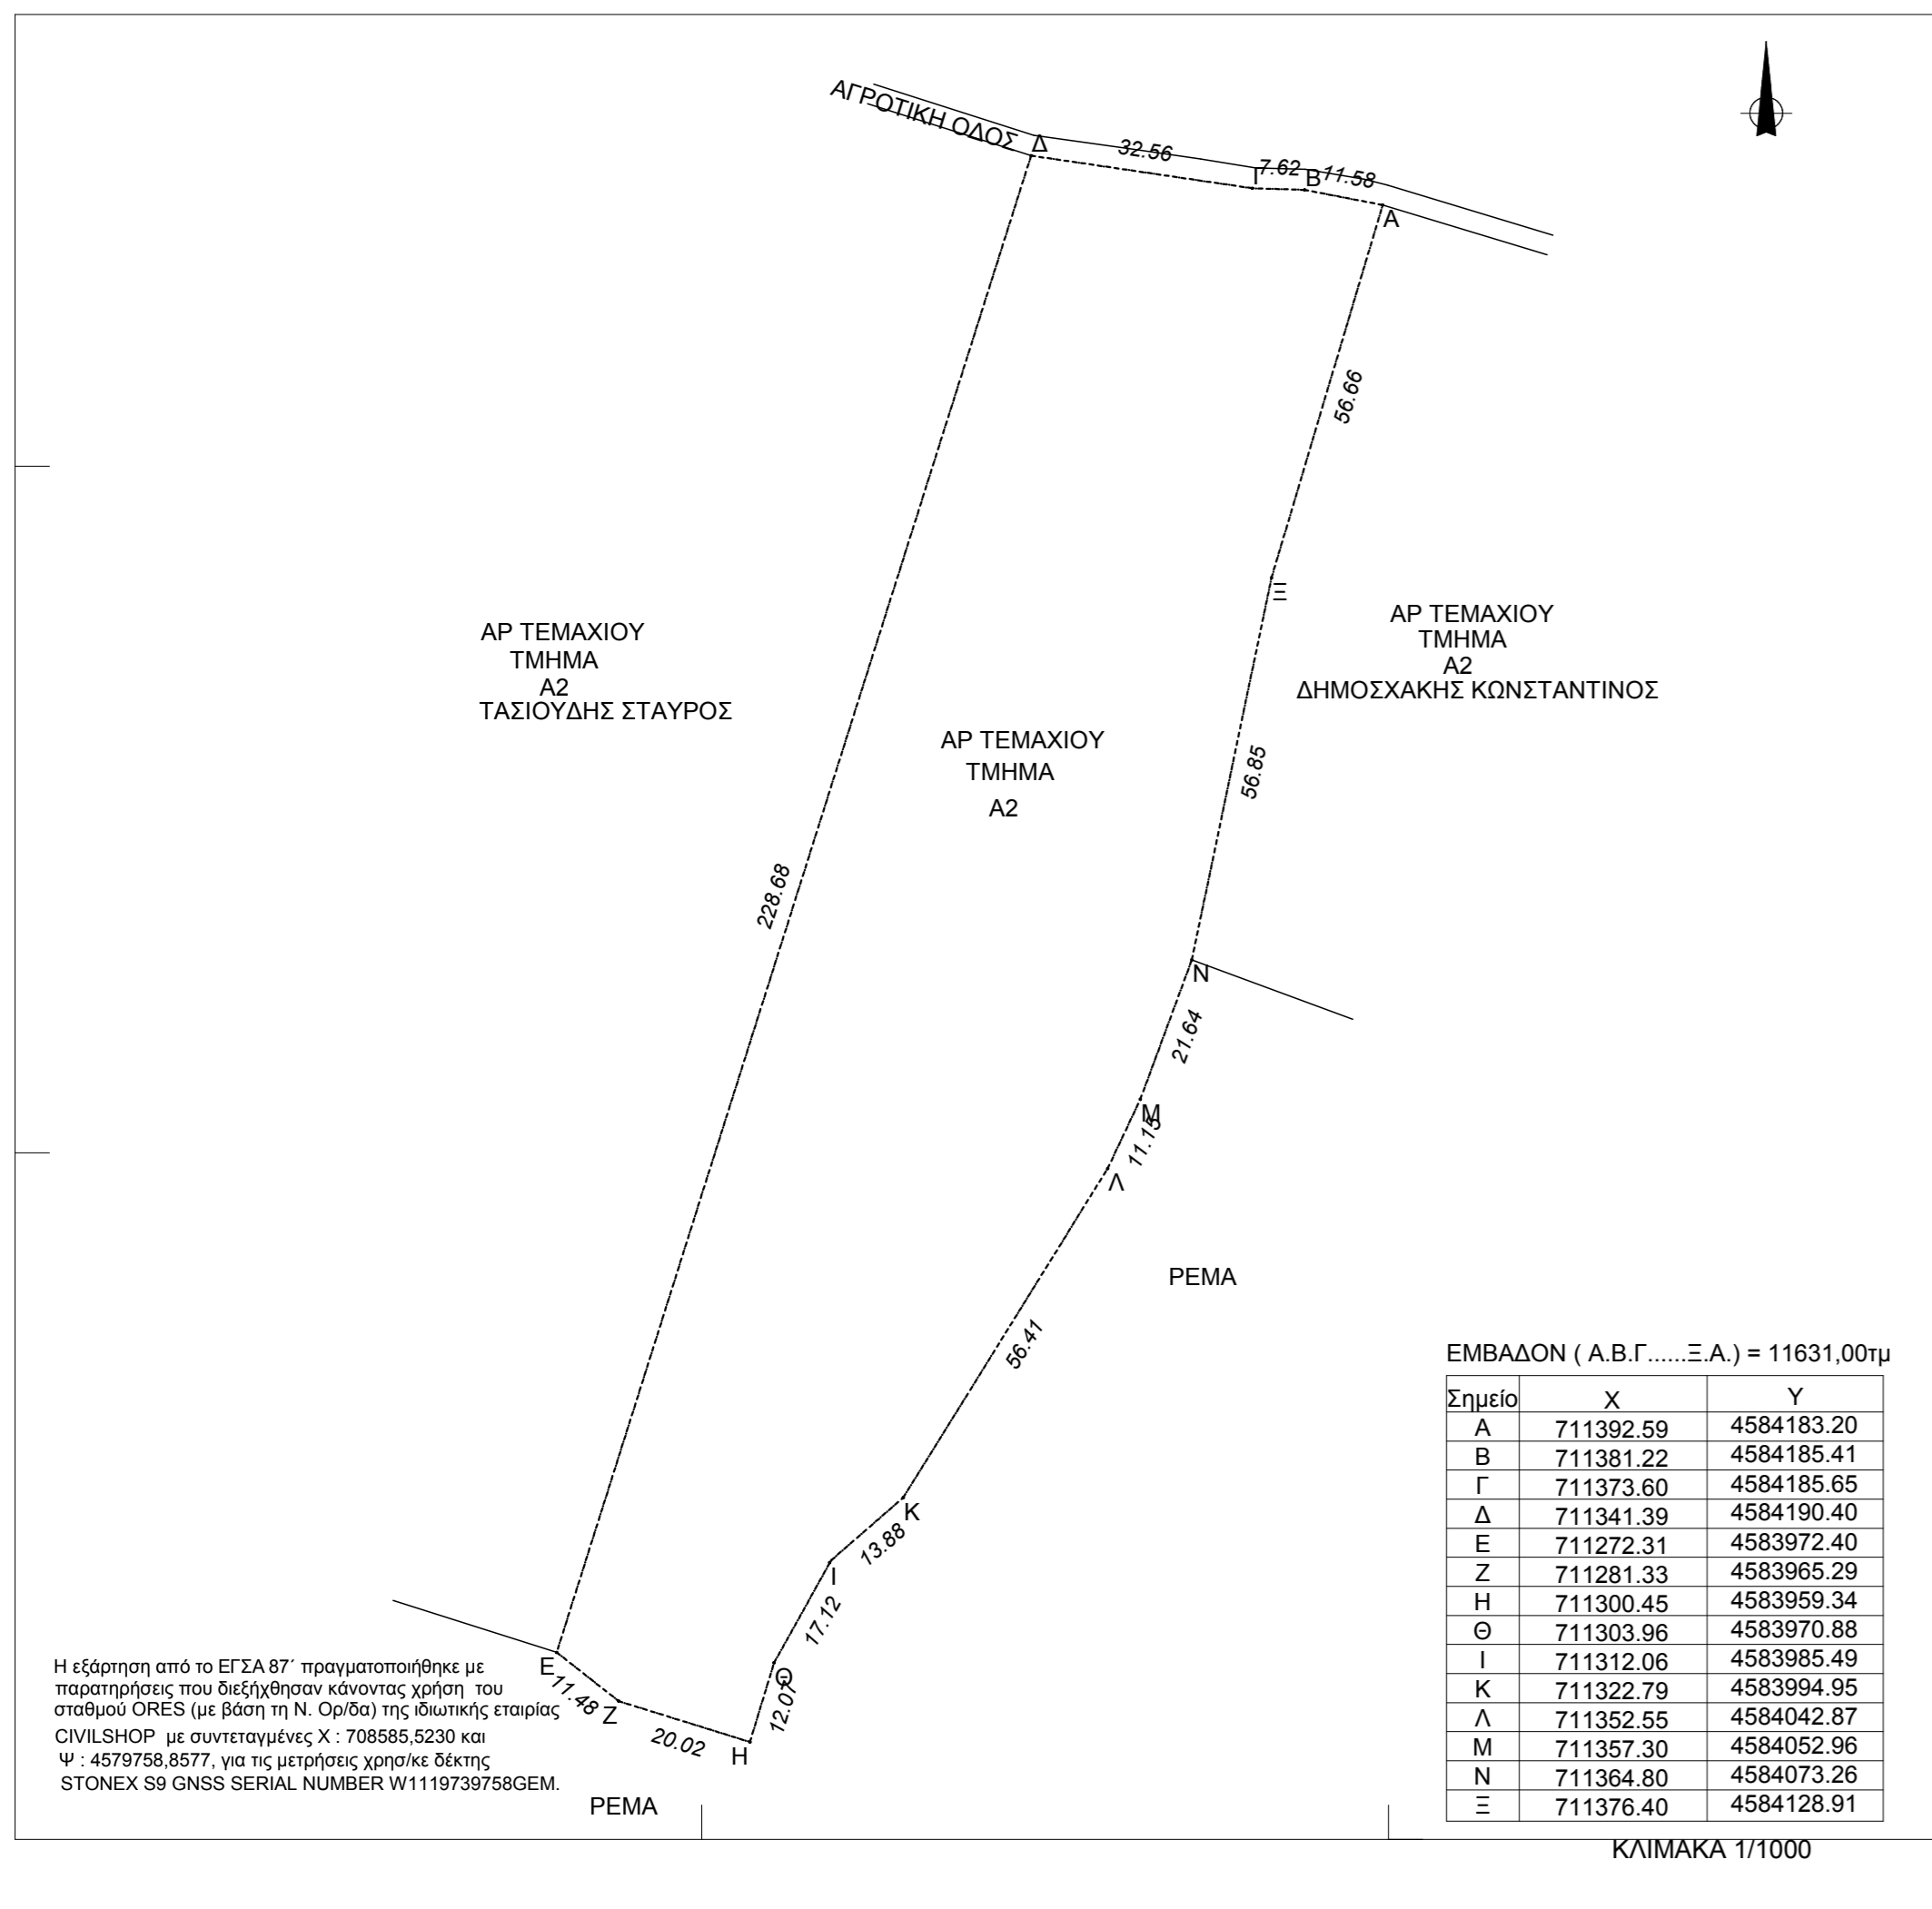 ΑΓΡΟΤΙΚΗ ΟΔΟΣ
Δ
32.56
Γ
7.62
Β
11.58
Α
56.66
Ξ
ΑΡ ΤΕΜΑΧΙΟΥ
ΤΜΗΜΑ
Α2
ΤΑΣΙΟΥΔΗΣ ΣΤΑΥΡΟΣ
ΑΡ ΤΕΜΑΧΙΟΥ
ΤΜΗΜΑ
Α2
ΔΗΜΟΣΧΑΚΗΣ ΚΩΝΣΤΑΝΤΙΝΟΣ
ΑΡ ΤΕΜΑΧΙΟΥ
ΤΜΗΜΑ
Α2
56.85
228.68
Ν
21.64
Μ
11.15
Λ
ΡΕΜΑ
56.41
Κ
13.88
Ι
17.12
Θ
12.07
Ε
11.48
Ζ
20.02
Η
ΡΕΜΑ
Η εξάρτηση από το ΕΓΣΑ 87΄ πραγματοποιήθηκε με
παρατηρήσεις που διεξήχθησαν κάνοντας χρήση του
σταθμού ORES (με βάση τη Ν. Ορ/δα) της ιδιωτικής εταιρίας
CIVILSHOP με συντεταγμένες Χ : 708585,5230 και
Ψ : 4579758,8577, για τις μετρήσεις χρησ/κε δέκτης
STONEX S9 GNSS SERIAL NUMBER W1119739758GEM.
ΕΜΒΑΔΟΝ ( Α.Β.Γ......Ξ.Α.) = 11631,00τμ
Σημείο X Y
Α 711392.59 4584183.20
Β 711381.22 4584185.41
Γ 711373.60 4584185.65
Δ 711341.39 4584190.40
Ε 711272.31 4583972.40
Ζ 711281.33 4583965.29
Η 711300.45 4583959.34
Θ 711303.96 4583970.88
Ι 711312.06 4583985.49
Κ 711322.79 4583994.95
Λ 711352.55 4584042.87
Μ 711357.30 4584052.96
Ν 711364.80 4584073.26
Ξ 711376.40 4584128.91
ΚΛΙΜΑΚΑ 1/1000